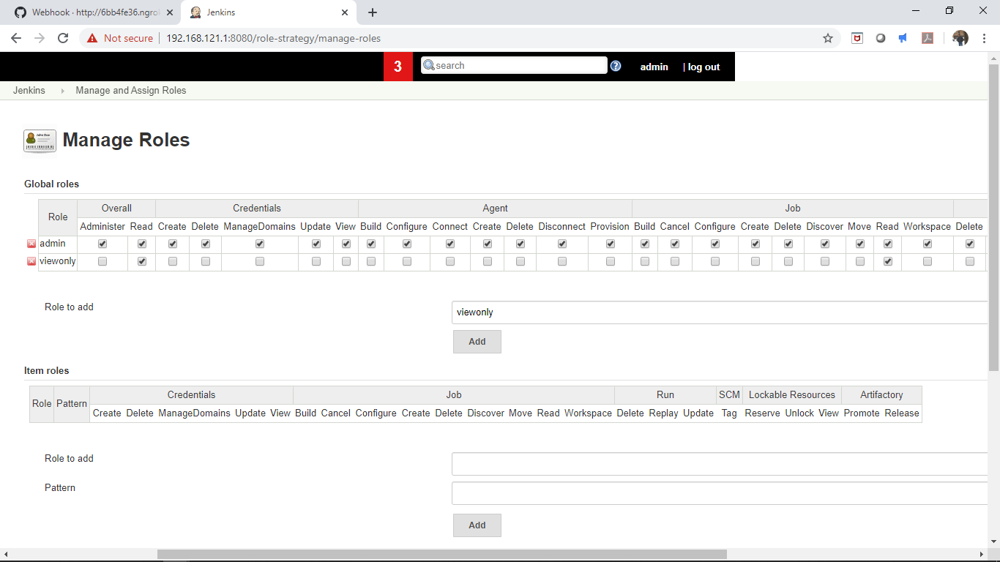 Webhook · http://6bb4fe36.ngro
Jenkins
Not secure | 192.168.121.1:8080/role-strategy/manage-roles
3 search admin | log out
Jenkins Manage and Assign Roles
John Doe
Manage Roles
Global roles
Role Overall Credentials Agent Job
Administer Read Create Delete ManageDomains Update View Build Configure Connect Create Delete Disconnect Provision Build Cancel Configure Create Delete Discover Move Read Workspace Delete
admin
viewonly
Role to add viewonly
Add
Item roles
Role Pattern Credentials Job Run SCM Lockable Resources Artifactory
Create Delete ManageDomains Update View Build Cancel Configure Create Delete Discover Move Read Workspace Delete Replay Update Tag Reserve Unlock View Promote Release
Role to add
Pattern
Add